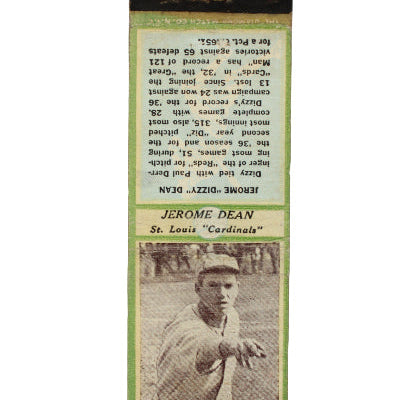 THE DIAMOND MATCH CO. N.Y.
JEROME "DIZZY" DEAN
Dizzy tied with Paul Derr-
inger of the "Reds" for pitch-
ing most games, 51, during
the '36 season and for the
second year "Diz" pitched
most innings, 315, also most
complete games with 28.
Dizzy's record for the '36
campaign was 24 won against
13 lost. Since joining the
"Cards" in '32, the "Great
Man" has a record of 121
victories against 65 defeats
for a Pct. of .651.
JEROME DEAN
St. Louis "Cardinals"